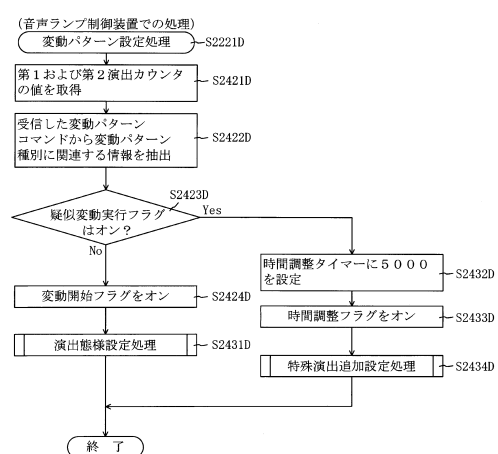 (音声ランプ制御装置での処理)
変動パターン設定処理
S2221D
第1および第2演出カウンタ
の値を取得
S2421D
受信した変動パターン
コマンドから変動パターン
種別に関連する情報を抽出
S2422D
S2423D
疑似変動実行フラグ
はオン?
Yes
No
時間調整タイマーに5000
を設定
S2432D
変動開始フラグをオン
S2424D
時間調整フラグをオン
S2433D
演出態様設定処理
S2431D
特殊演出追加設定処理
S2434D
終 了